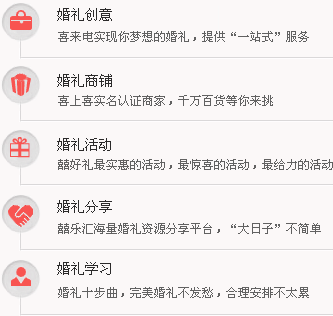 婚礼创意
喜来电实现你梦想的婚礼，提供“一站式”服务
婚礼商铺
喜上喜实名认证商家，千万百货等你来挑
婚礼活动
囍好礼最实惠的活动，最惊喜的活动，最给力的活动
婚礼分享
囍乐汇海量婚礼资源分享平台，“大日子”不简单
婚礼学习
婚礼十步曲，完美婚礼不发愁，合理安排不太累